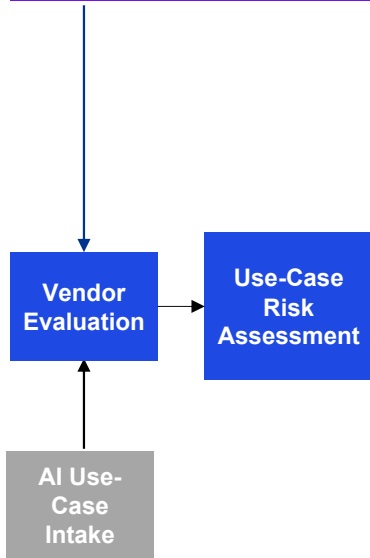 Vendor
Evaluation
Use-Case
Risk
Assessment
AI Use-
Case
Intake